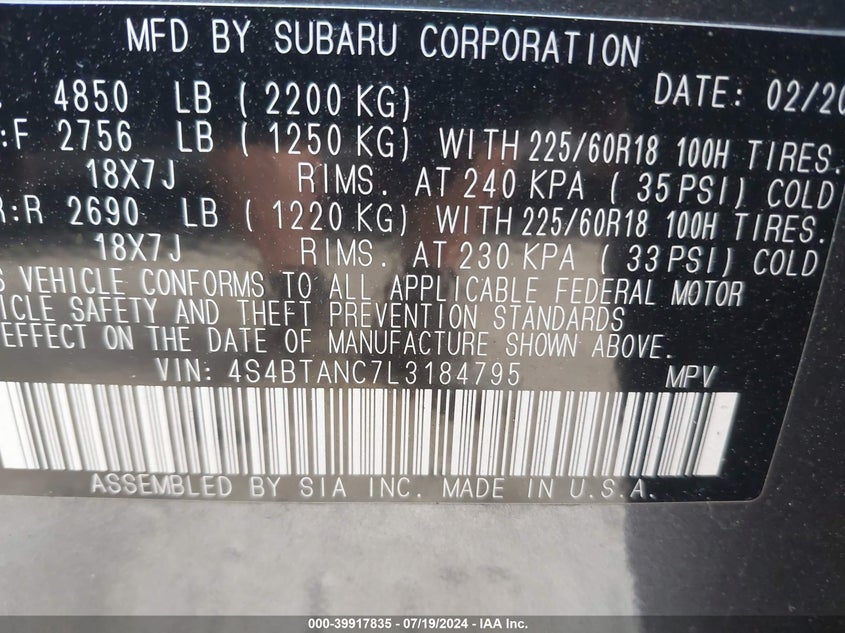 MFD BY SUBARU CORPORATION
4850 LB ( 2200 KG) DATE: 02/20
:F 2756 LB ( 1250 KG) WITH 225/60R18 100H TIRES.
18X7J RIMS. AT 240 KPA ( 35 PSI) COLD
R:R 2690 LB ( 1220 KG) WITH 225/60R18 100H TIRES.
18X7J RIMS. AT 230 KPA ( 33 PSI) COLD
S VEHICLE CONFORMS TO ALL APPLICABLE FEDERAL MOTOR
ICLE SAFETY AND THEFT PREVENTION STANDARDS
EFFECT ON THE DATE OF MANUFACTURE SHOWN ABOVE.
VIN: 4S4BTANC7L3184795 MPV
ASSEMBLED BY SIA INC. MADE IN U.S.A.
000-39917835 - 07/19/2024 - IAA Inc.